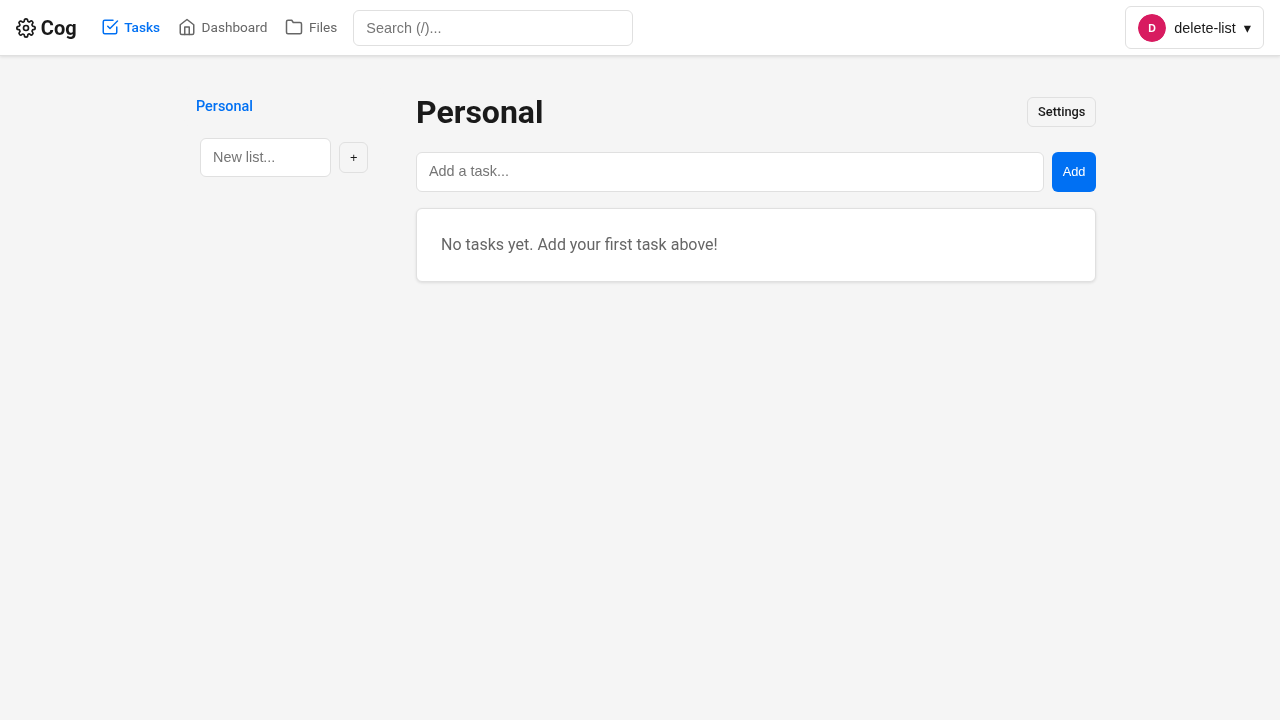 Cog Tasks Dashboard Files Search (/)... D delete-list ▾
Personal
New list... +
Personal Settings
Add a task... Add
No tasks yet. Add your first task above!